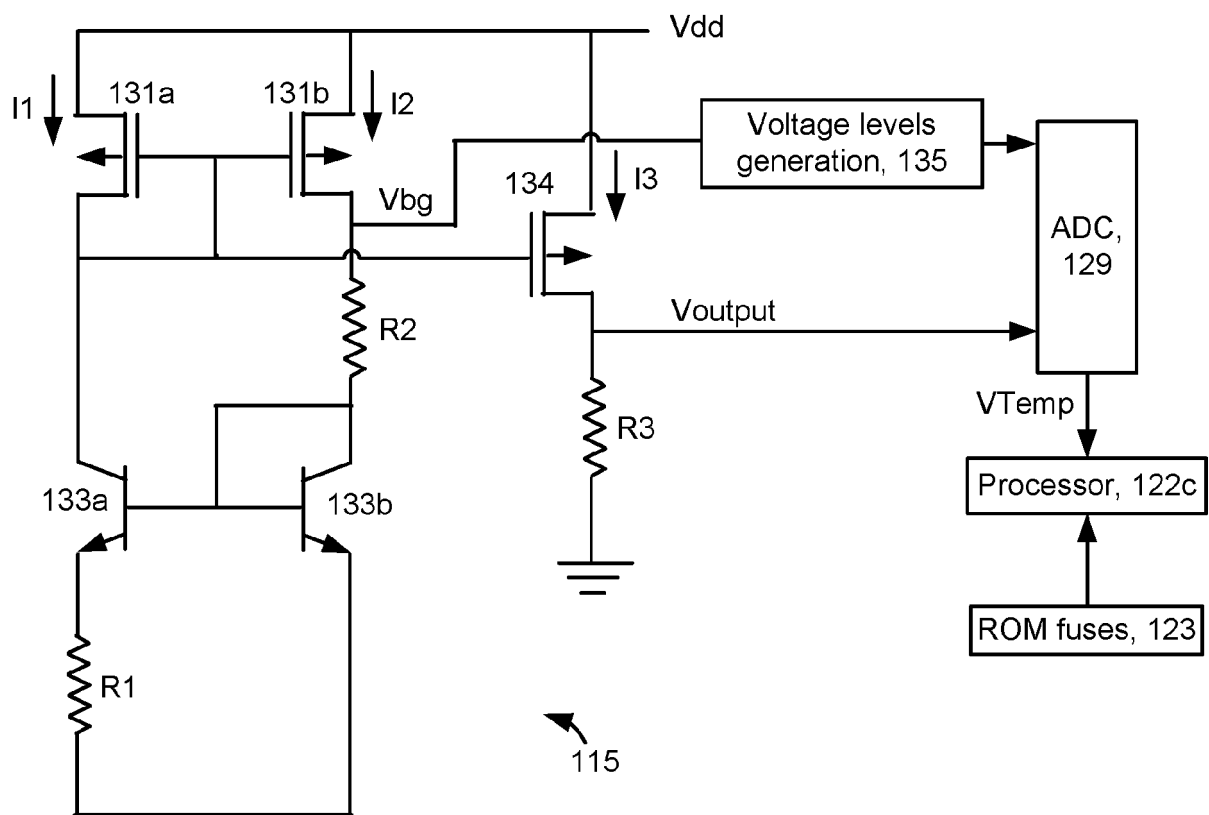 Vdd
I1
131a
131b
I2
Voltage levels
generation, 135
134
I3
Vbg
ADC,
129
R2
Voutput
VTemp
R3
133a
133b
Processor, 122c
ROM fuses, 123
R1
115